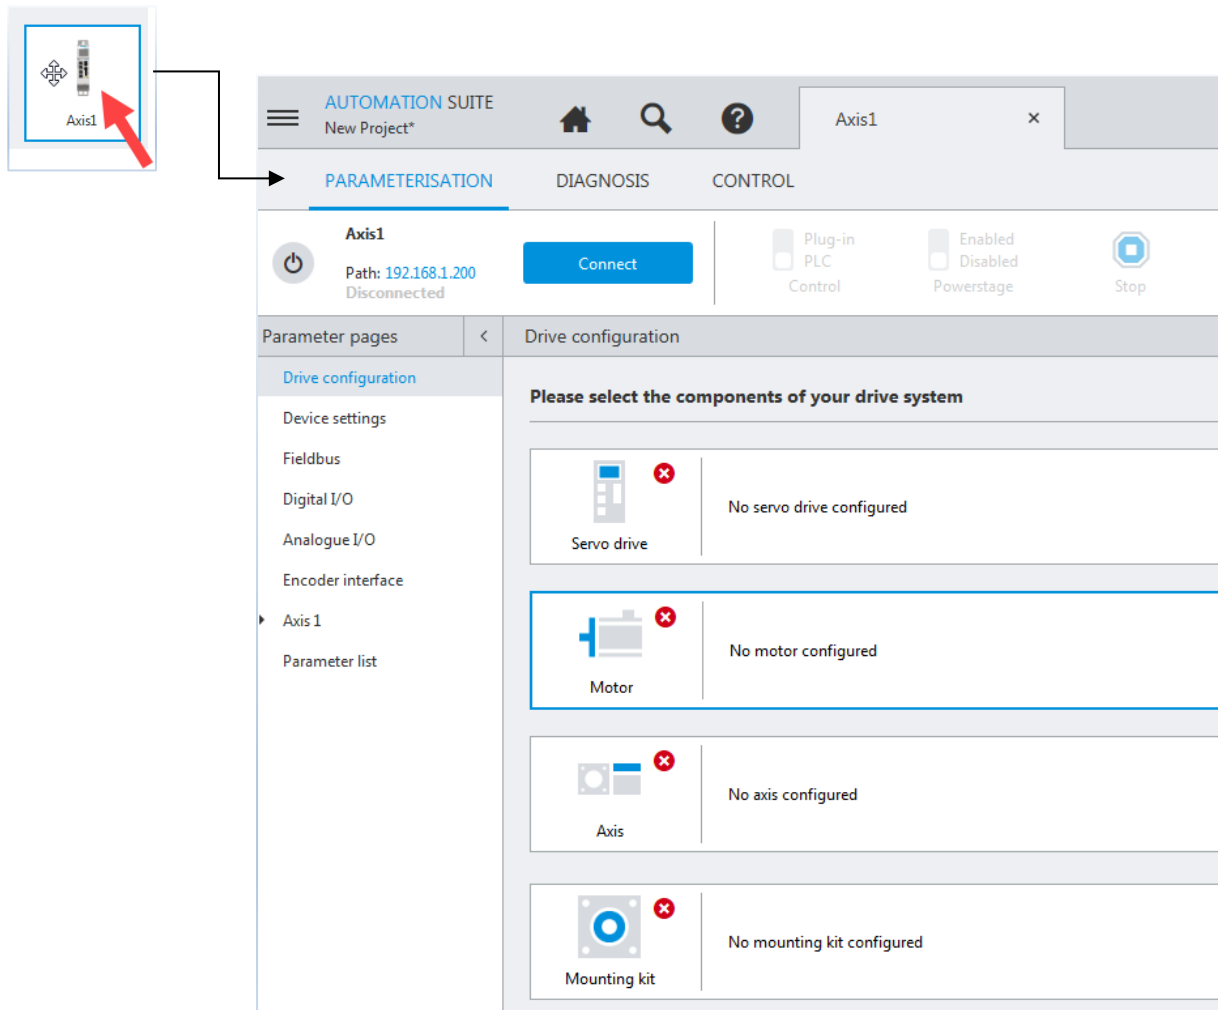 Axis1
AUTOMATION SUITE
New Project*
Axis1
PARAMETERISATION DIAGNOSIS CONTROL
Axis1
Path: 192.168.1.200
Disconnected
Connect
Plug-in
PLC
Control
Enabled
Disabled
Powerstage
Stop
Parameter pages
Drive configuration
Device settings
Fieldbus
Digital I/O
Analogue I/O
Encoder interface
Axis 1
Parameter list
Drive configuration
Please select the components of your drive system
Servo drive
No servo drive configured
Motor
No motor configured
Axis
No axis configured
Mounting kit
No mounting kit configured